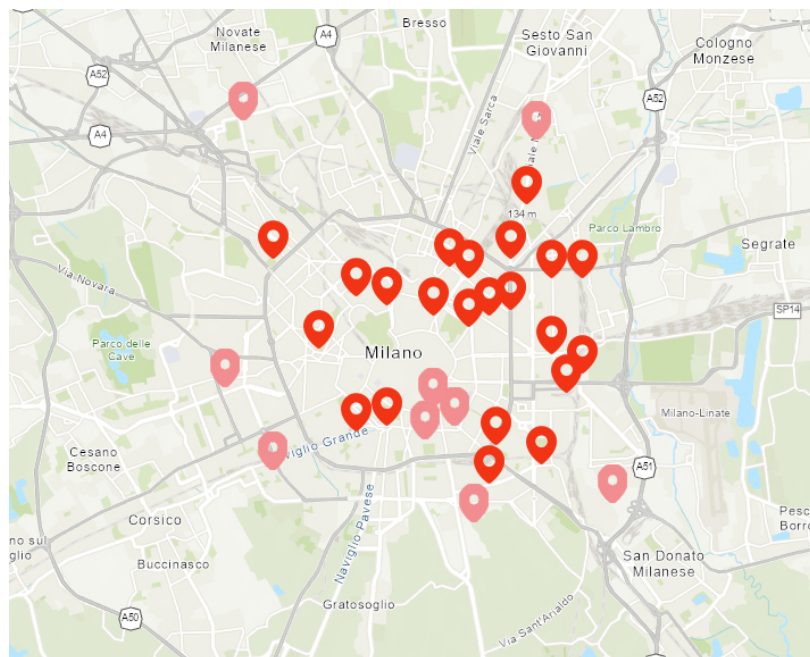 Bresso
Novate
Milanese
A4
Sesto San
Giovanni
Cologno
Monzese
A52
A52
A4
Viale Sarca
134 m
Parco Lambro
Segrate
Via Novara
SP14
Parco delle
Cave
Milano
Milano-Linate
Cesano
Boscone
Naviglio Grande
A51
Corsico
Naviglio Pavese
Buccinasco
San Donato
Milanese
Gratosoglio
Via Sant'Arialdo
A50